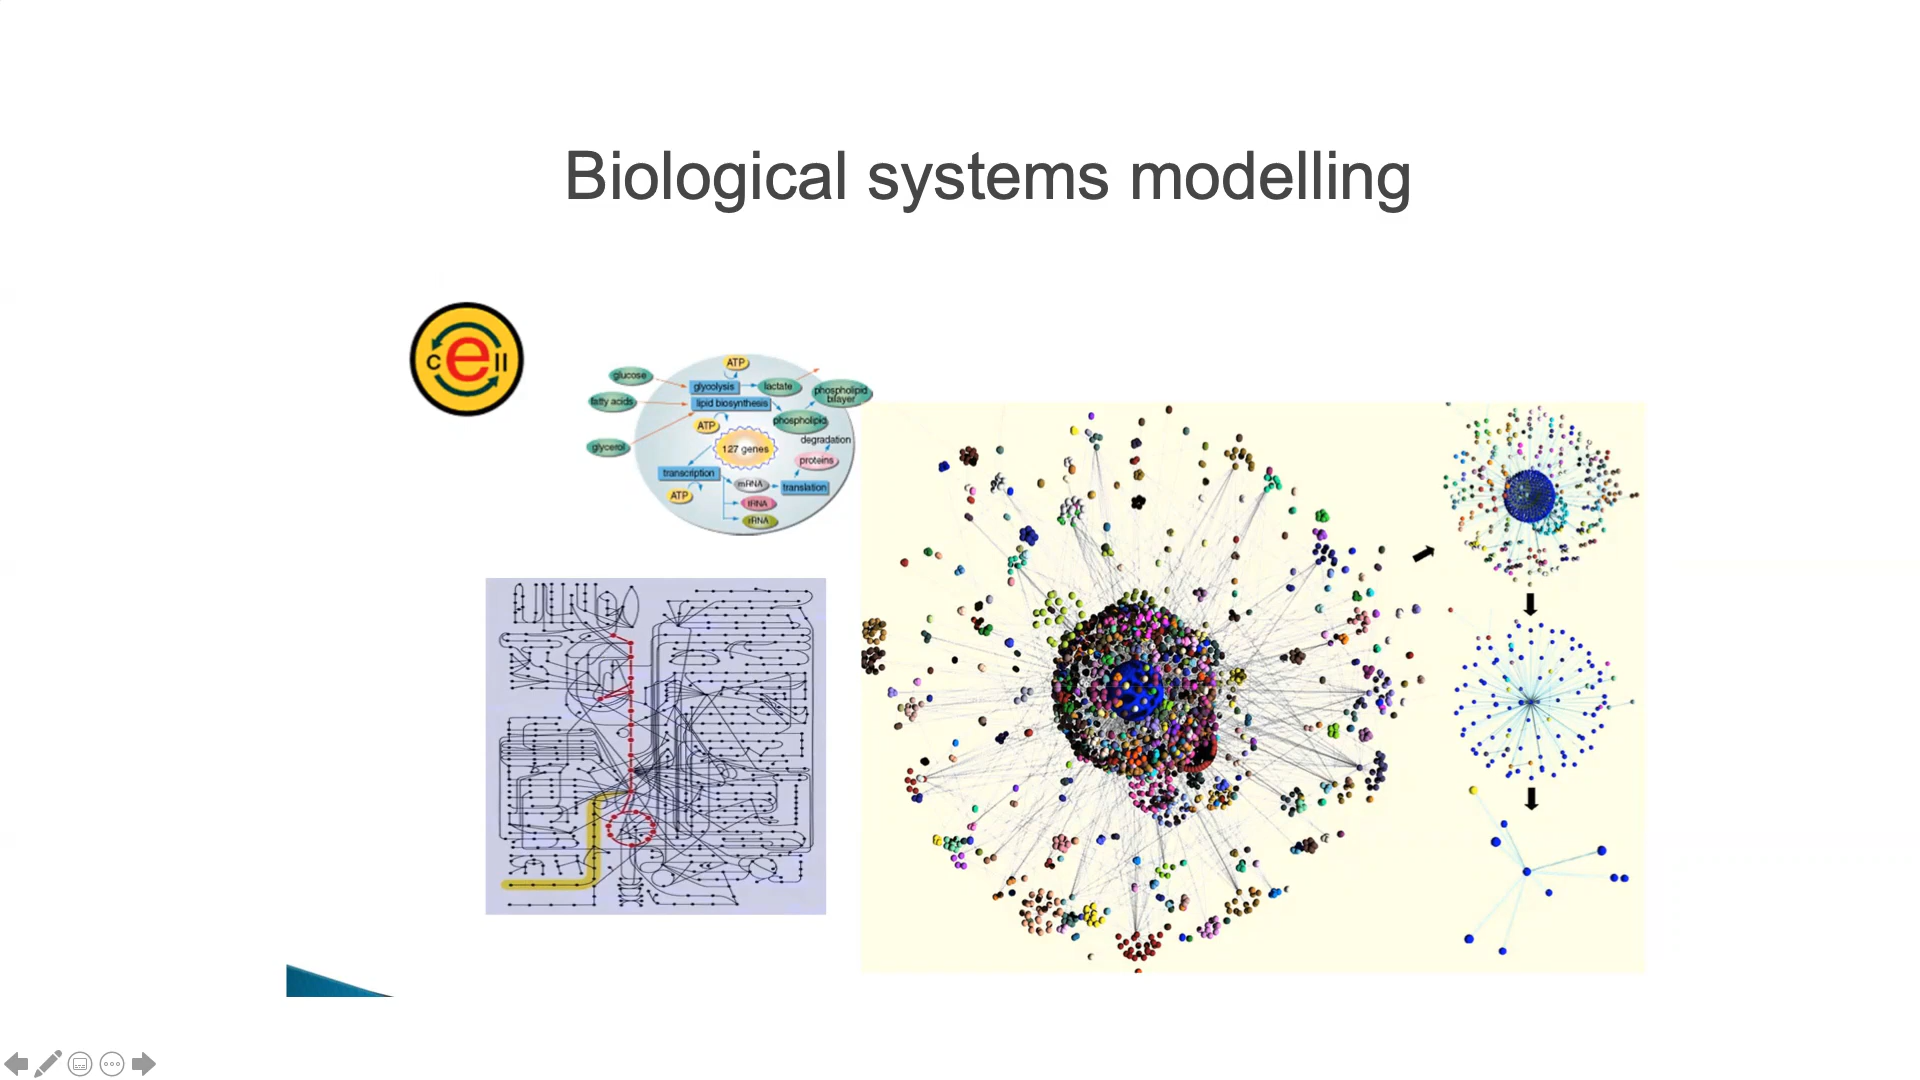 Biological systems modelling
cell
ATP
glucose
glycolysis
lactate
fatty acids
lipid biosynthesis
phospholipid
bilayer
ATP
phospholipid
glycerol
127 genes
degradation
proteins
transcription
mRNA
translation
ATP
tRNA
rRNA